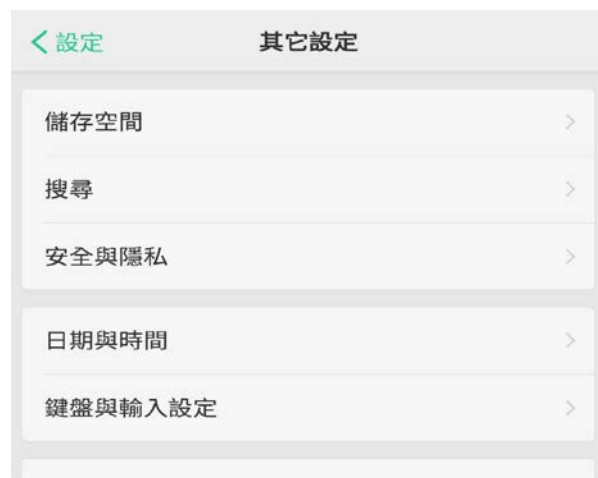 設定 其它設定
儲存空間
搜尋
安全與隱私
日期與時間
鍵盤與輸入設定